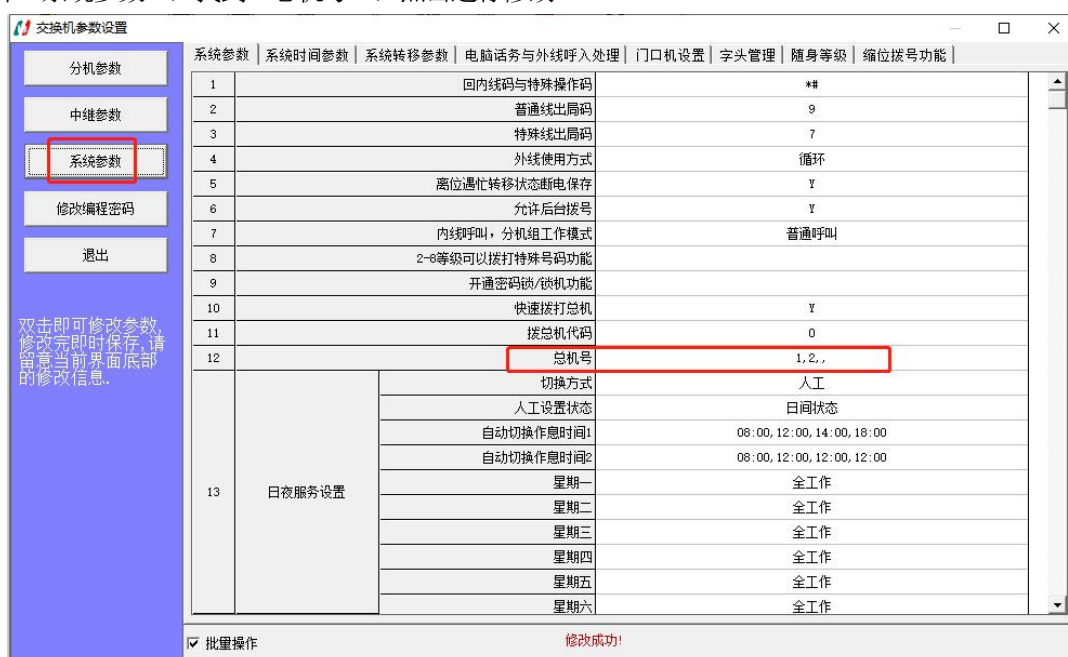 交换机参数设置
分机参数
中继参数
系统参数
修改编程密码
退出
双击即可修改参数,
修改完即时保存,请
留意当前界面底部
的修改信息.
系统参数 系统时间参数 系统转移参数 电脑话务与外线呼入处理 门口机设置 字头管理 随身等级 缩位拨号功能
1 回内线码与特殊操作码 *#
2 普通线出局码 9
3 特殊线出局码 7
4 外线使用方式 循环
5 离位遇忙转移状态断电保存 Y
6 允许后台拨号 Y
7 内线呼叫，分机组工作模式 普通呼叫
8 2-6等级可以拨打特殊号码功能
9 开通密码锁/锁机功能
10 快速拨打总机 Y
11 拨总机代码 0
12 总机号 1,2,,
13 日夜服务设置
切换方式 人工
人工设置状态 日间状态
自动切换作息时间1 08:00,12:00,14:00,18:00
自动切换作息时间2 08:00,12:00,12:00,12:00
星期一 全工作
星期二 全工作
星期三 全工作
星期四 全工作
星期五 全工作
星期六 全工作
批量操作
修改成功!